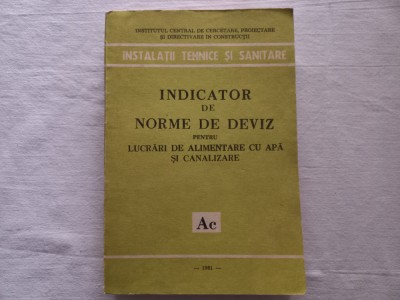 INSTITUTUL CENTRAL DE CERCETARE, PROIECTARE
ȘI DIRECTIVARE ÎN CONSTRUCȚII
INSTALAȚII TEHNICE ȘI SANITARE
INDICATOR
DE
NORME DE DEVIZ
PENTRU
LUCRĂRI DE ALIMENTARE CU APĂ
ȘI CANALIZARE
Ac
— 1981 —